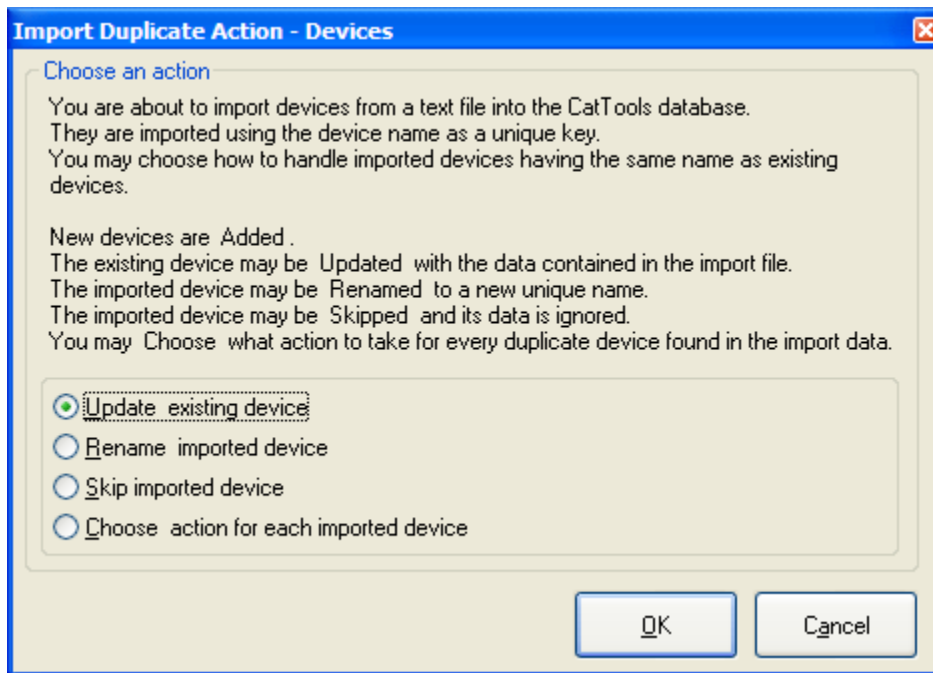 Import Duplicate Action - Devices
Choose an action
You are about to import devices from a text file into the CatTools database.
They are imported using the device name as a unique key.
You may choose how to handle imported devices having the same name as existing
devices.
New devices are  Added .
The existing device may be  Updated  with the data contained in the import file.
The imported device may be  Renamed  to a new unique name.
The imported device may be  Skipped  and its data is ignored.
You may  Choose  what action to take for every duplicate device found in the import data.
Update  existing device
Rename  imported device
Skip imported device
Choose  action for each imported device
OK
Cancel